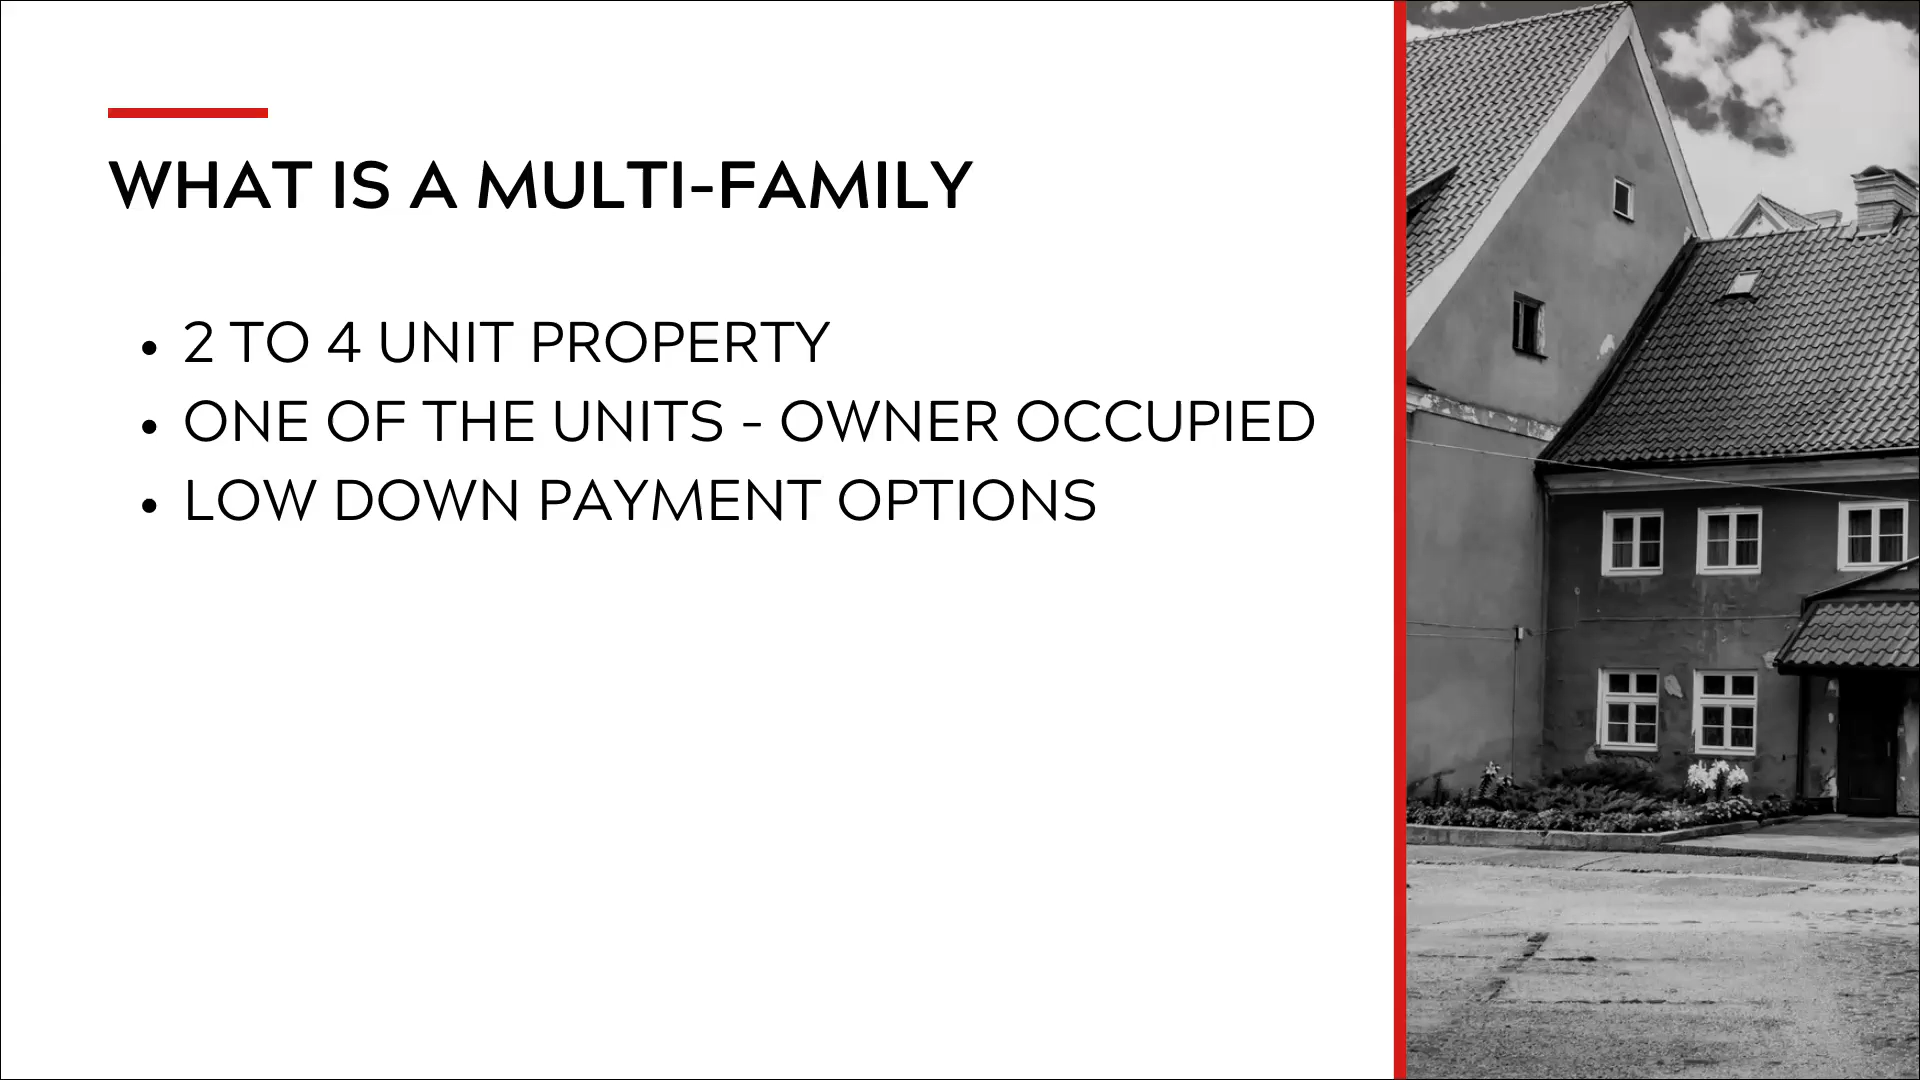 WHAT IS A MULTI-FAMILY
• 2 TO 4 UNIT PROPERTY
• ONE OF THE UNITS - OWNER OCCUPIED
• LOW DOWN PAYMENT OPTIONS